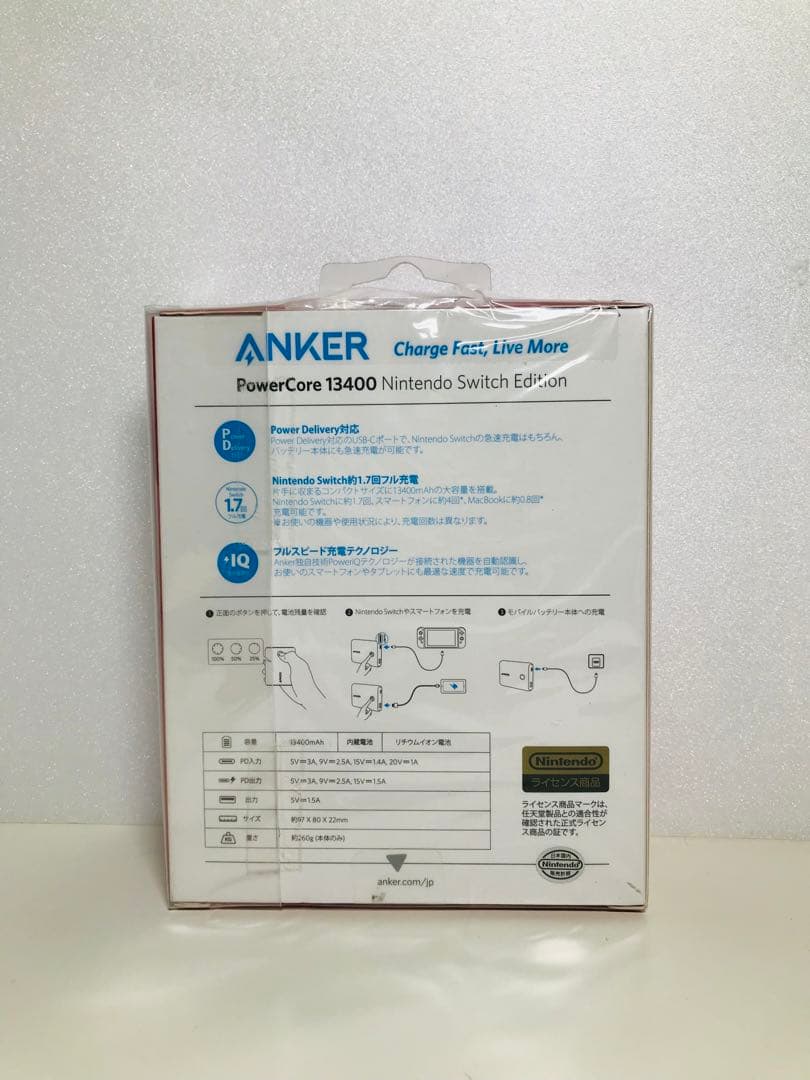 ANKER Charge Fast, Live More
PowerCore 13400 Nintendo Switch Edition
Power Delivery
Power Delivery対応
Power Delivery対応のUSB-Cポートで、Nintendo Switchの急速充電はもちろん、
バッテリー本体にも急速充電が可能です。
Nintendo
Switch
1.7回
フル充電
Nintendo Switch約1.7回フル充電
片手に収まるコンパクトサイズに13400mAhの大容量を搭載。
Nintendo Switchに約1.7回、スマートフォンに約4回*、MacBookに約0.8回*
充電可能です。
※お使いの機器や使用状況により、充電回数は異なります。
IQ
フルスピード充電テクノロジー
Anker独自技術PowerIQテクノロジーが接続された機器を自動認識し、
お使いのスマートフォンやタブレットにも最適な速度で充電可能です。
1 正面のボタンを押して、電池残量を確認
2 Nintendo Switchやスマートフォンを充電
3 モバイルバッテリー本体への充電
100% 50% 25%
容量 13400mAh 内蔵電池 リチウムイオン電池
PD入力 5V⎓3A, 9V⎓2.5A, 15V⎓1.4A, 20V⎓1A
PD出力 5V⎓3A, 9V⎓2.5A, 15V⎓1.5A
出力 5V⎓1.5A
サイズ 約97 X 80 X 22mm
KG 重さ 約260g (本体のみ)
Nintendo
ライセンス商品
ライセンス商品マークは、
任天堂製品との適合性が
確認された正式ライセン
ス商品の証です。
日本国内
Nintendo
販売許諾
anker.com/jp